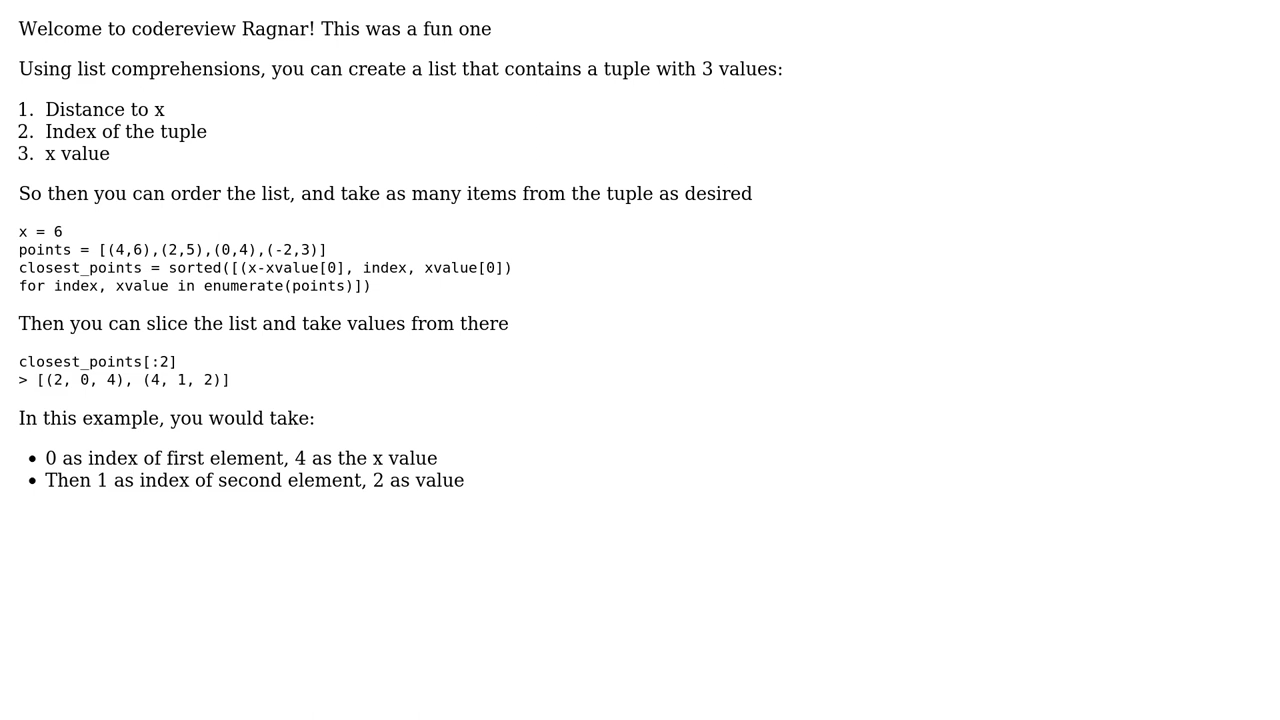 Welcome to codereview Ragnar! This was a fun one
Using list comprehensions, you can create a list that contains a tuple with 3 values:
1. Distance to x
2. Index of the tuple
3. x value
So then you can order the list, and take as many items from the tuple as desired
x = 6
points = [(4,6),(2,5),(0,4),(-2,3)]
closest_points = sorted([(x-xvalue[0], index, xvalue[0])
for index, xvalue in enumerate(points)])
Then you can slice the list and take values from there
closest_points[:2]
> [(2, 0, 4), (4, 1, 2)]
In this example, you would take:
• 0 as index of first element, 4 as the x value
• Then 1 as index of second element, 2 as value